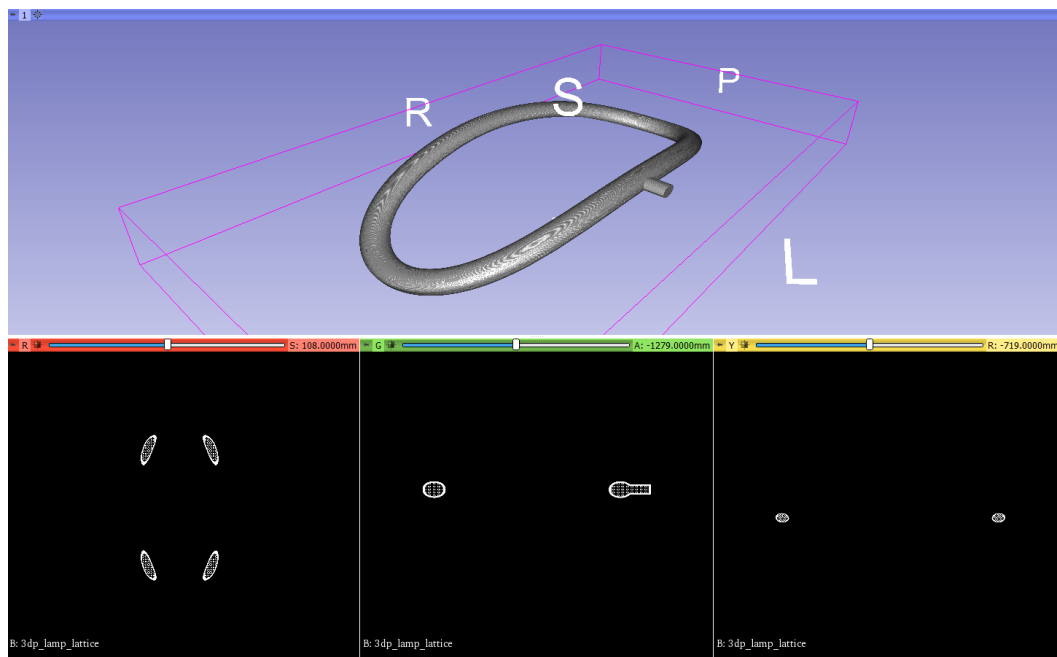 1
S
P
R
L
R S: 108.0000mm
G A: -1279.0000mm
Y R: -719.0000mm
B: 3dp_lamp_lattice
B: 3dp_lamp_lattice
B: 3dp_lamp_lattice